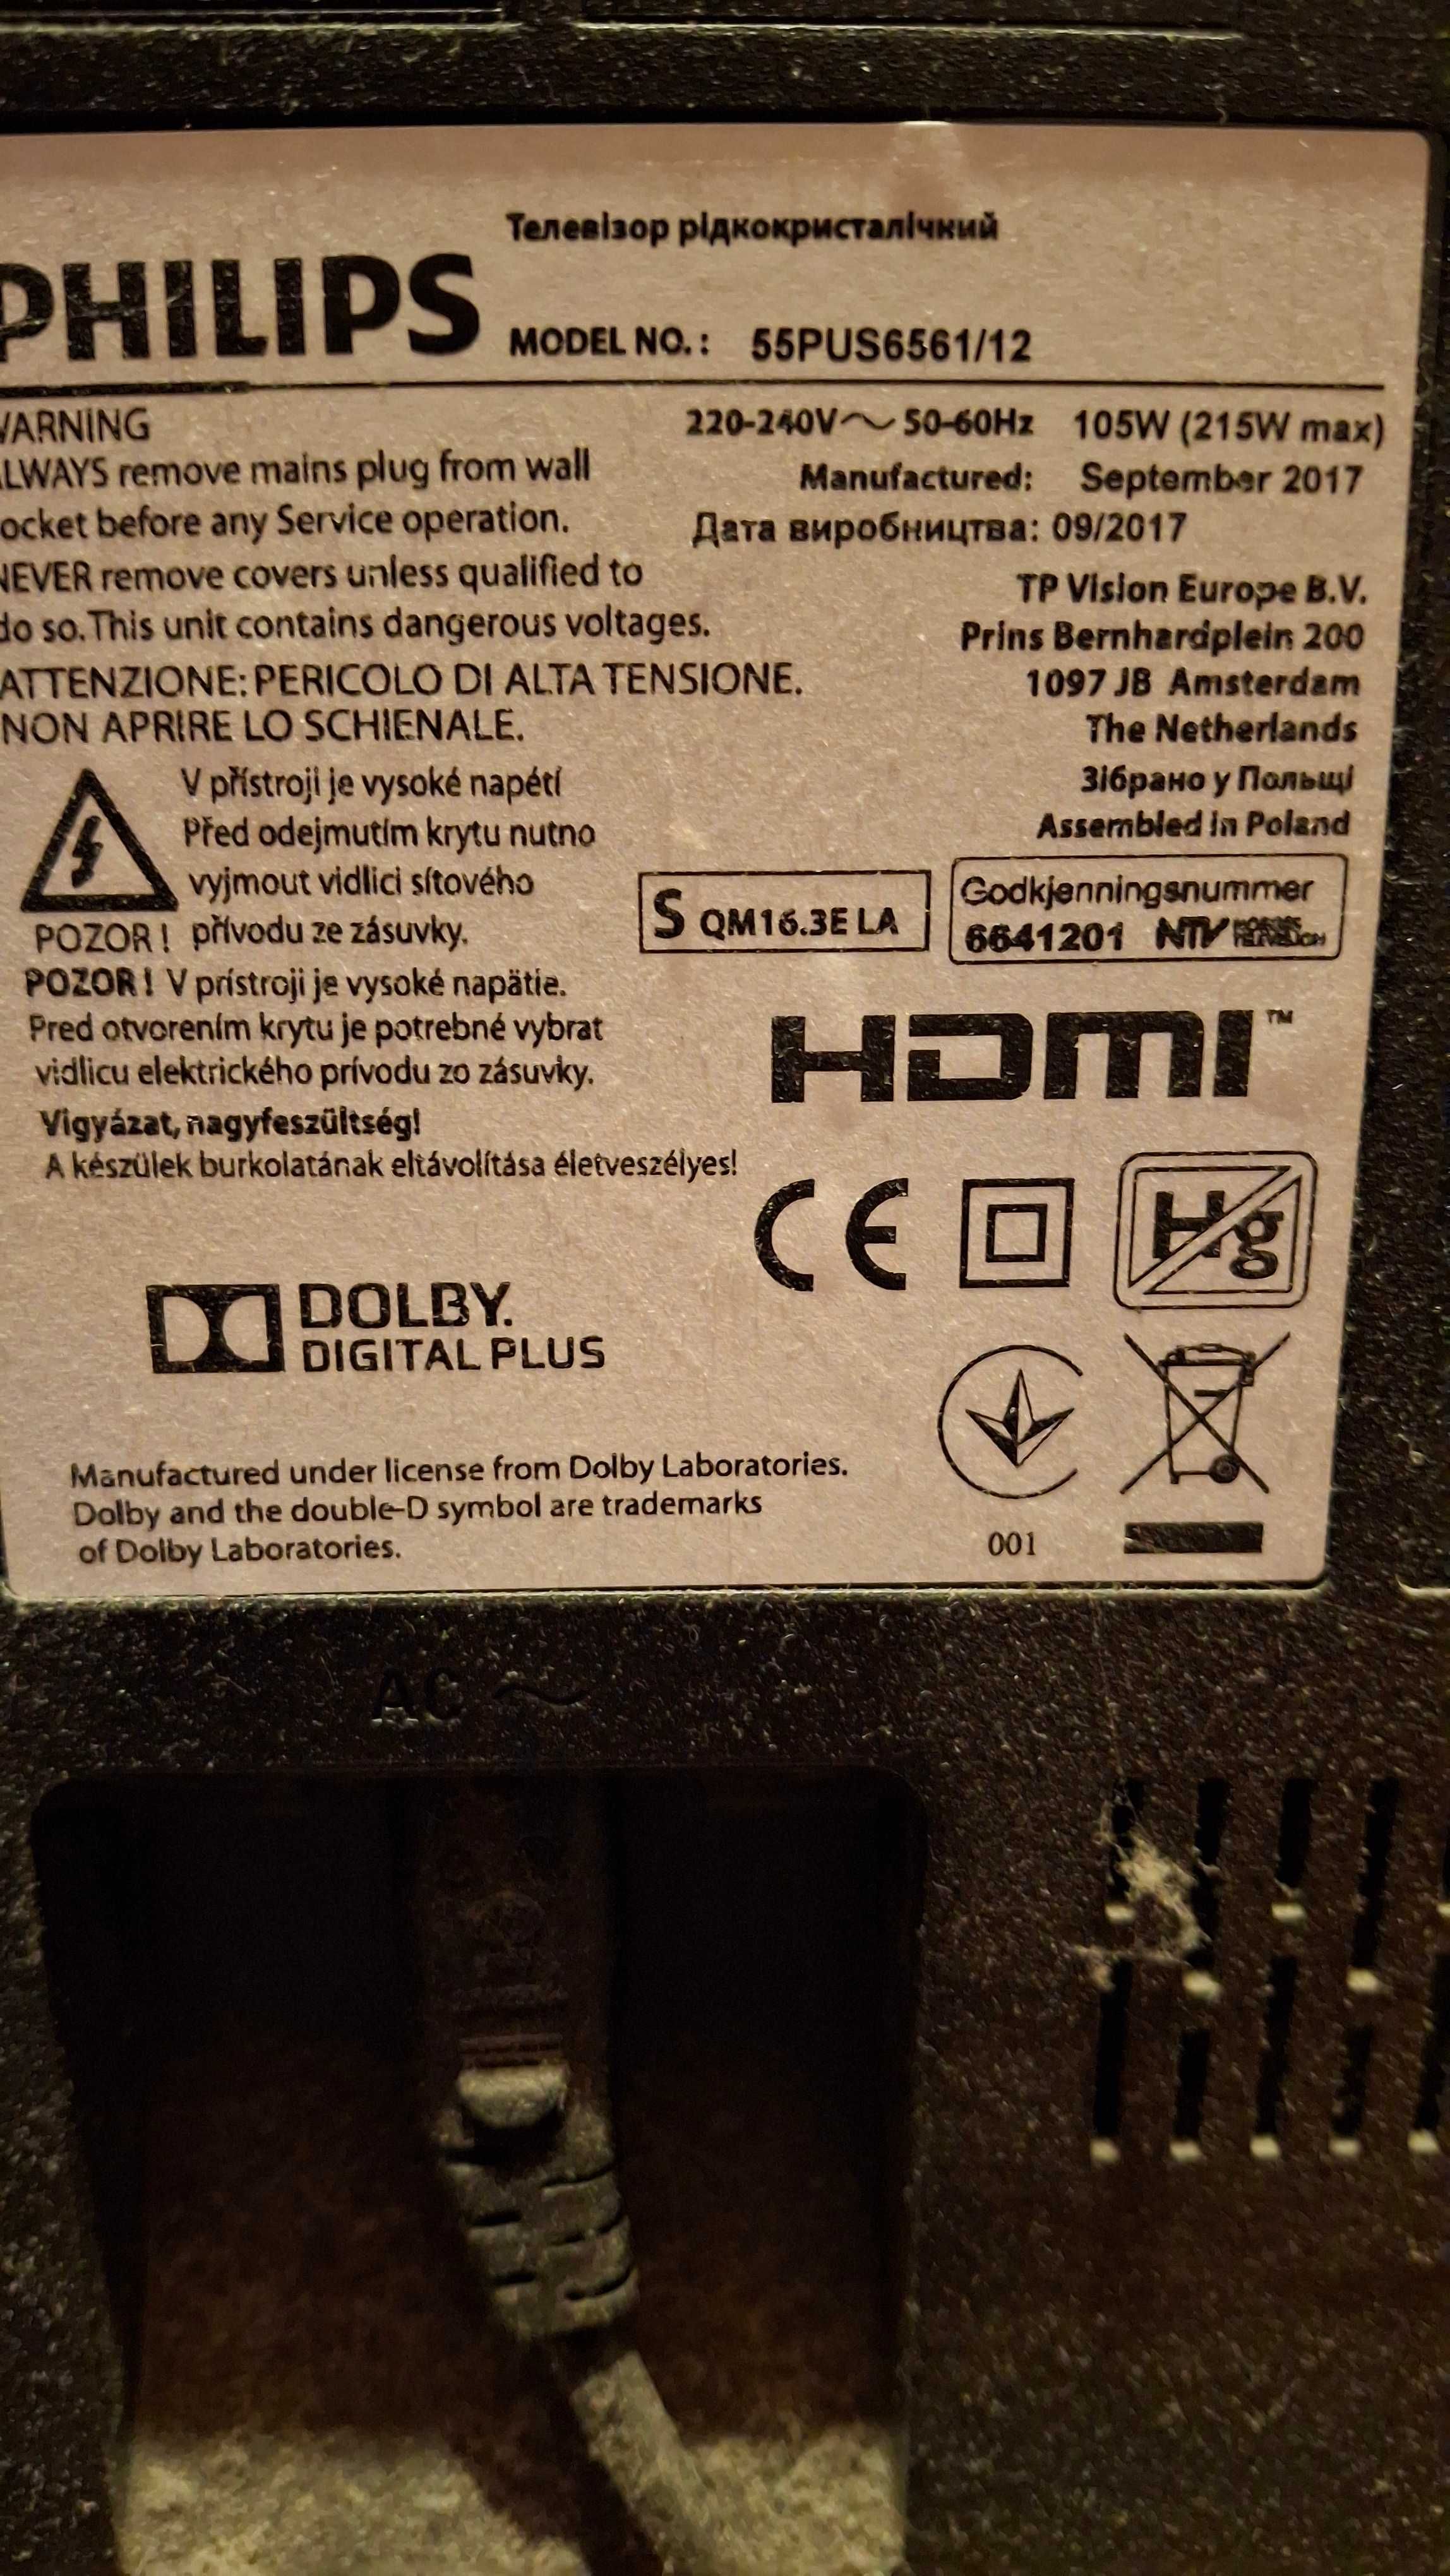 Телевізор рідкокристалічний
PHILIPS MODEL NO.: 55PUS6561/12
WARNING
ALWAYS remove mains plug from wall
socket before any Service operation.
NEVER remove covers unless qualified to
do so. This unit contains dangerous voltages.
ATTENZIONE: PERICOLO DI ALTA TENSIONE.
NON APRIRE LO SCHIENALE.
V přístroji je vysoké napětí
Před odejmutím krytu nutno
vyjmout vidlici síťového
POZOR! přívodu ze zásuvky.
POZOR! V prístroji je vysoké napätie.
Pred otvorením krytu je potrebné vybrat
vidlicu elektrického prívodu zo zásuvky.
Vigyázat, nagyfeszültség!
A készülek burkolatának eltávolítása életveszélyes!
220-240V~ 50-60Hz 105W (215W max)
Manufactured: September 2017
Дата виробництва: 09/2017
TP Vision Europe B.V.
Prins Bernhardplein 200
1097 JB Amsterdam
The Netherlands
Зібрано у Польщі
Assembled in Poland
S QM16.3E LA
Godkjenningsnummer
6641201 NTV
HDMI™
CE
Hg
DOLBY.
DIGITAL PLUS
Manufactured under license from Dolby Laboratories.
Dolby and the double-D symbol are trademarks
of Dolby Laboratories.
001
AC ~